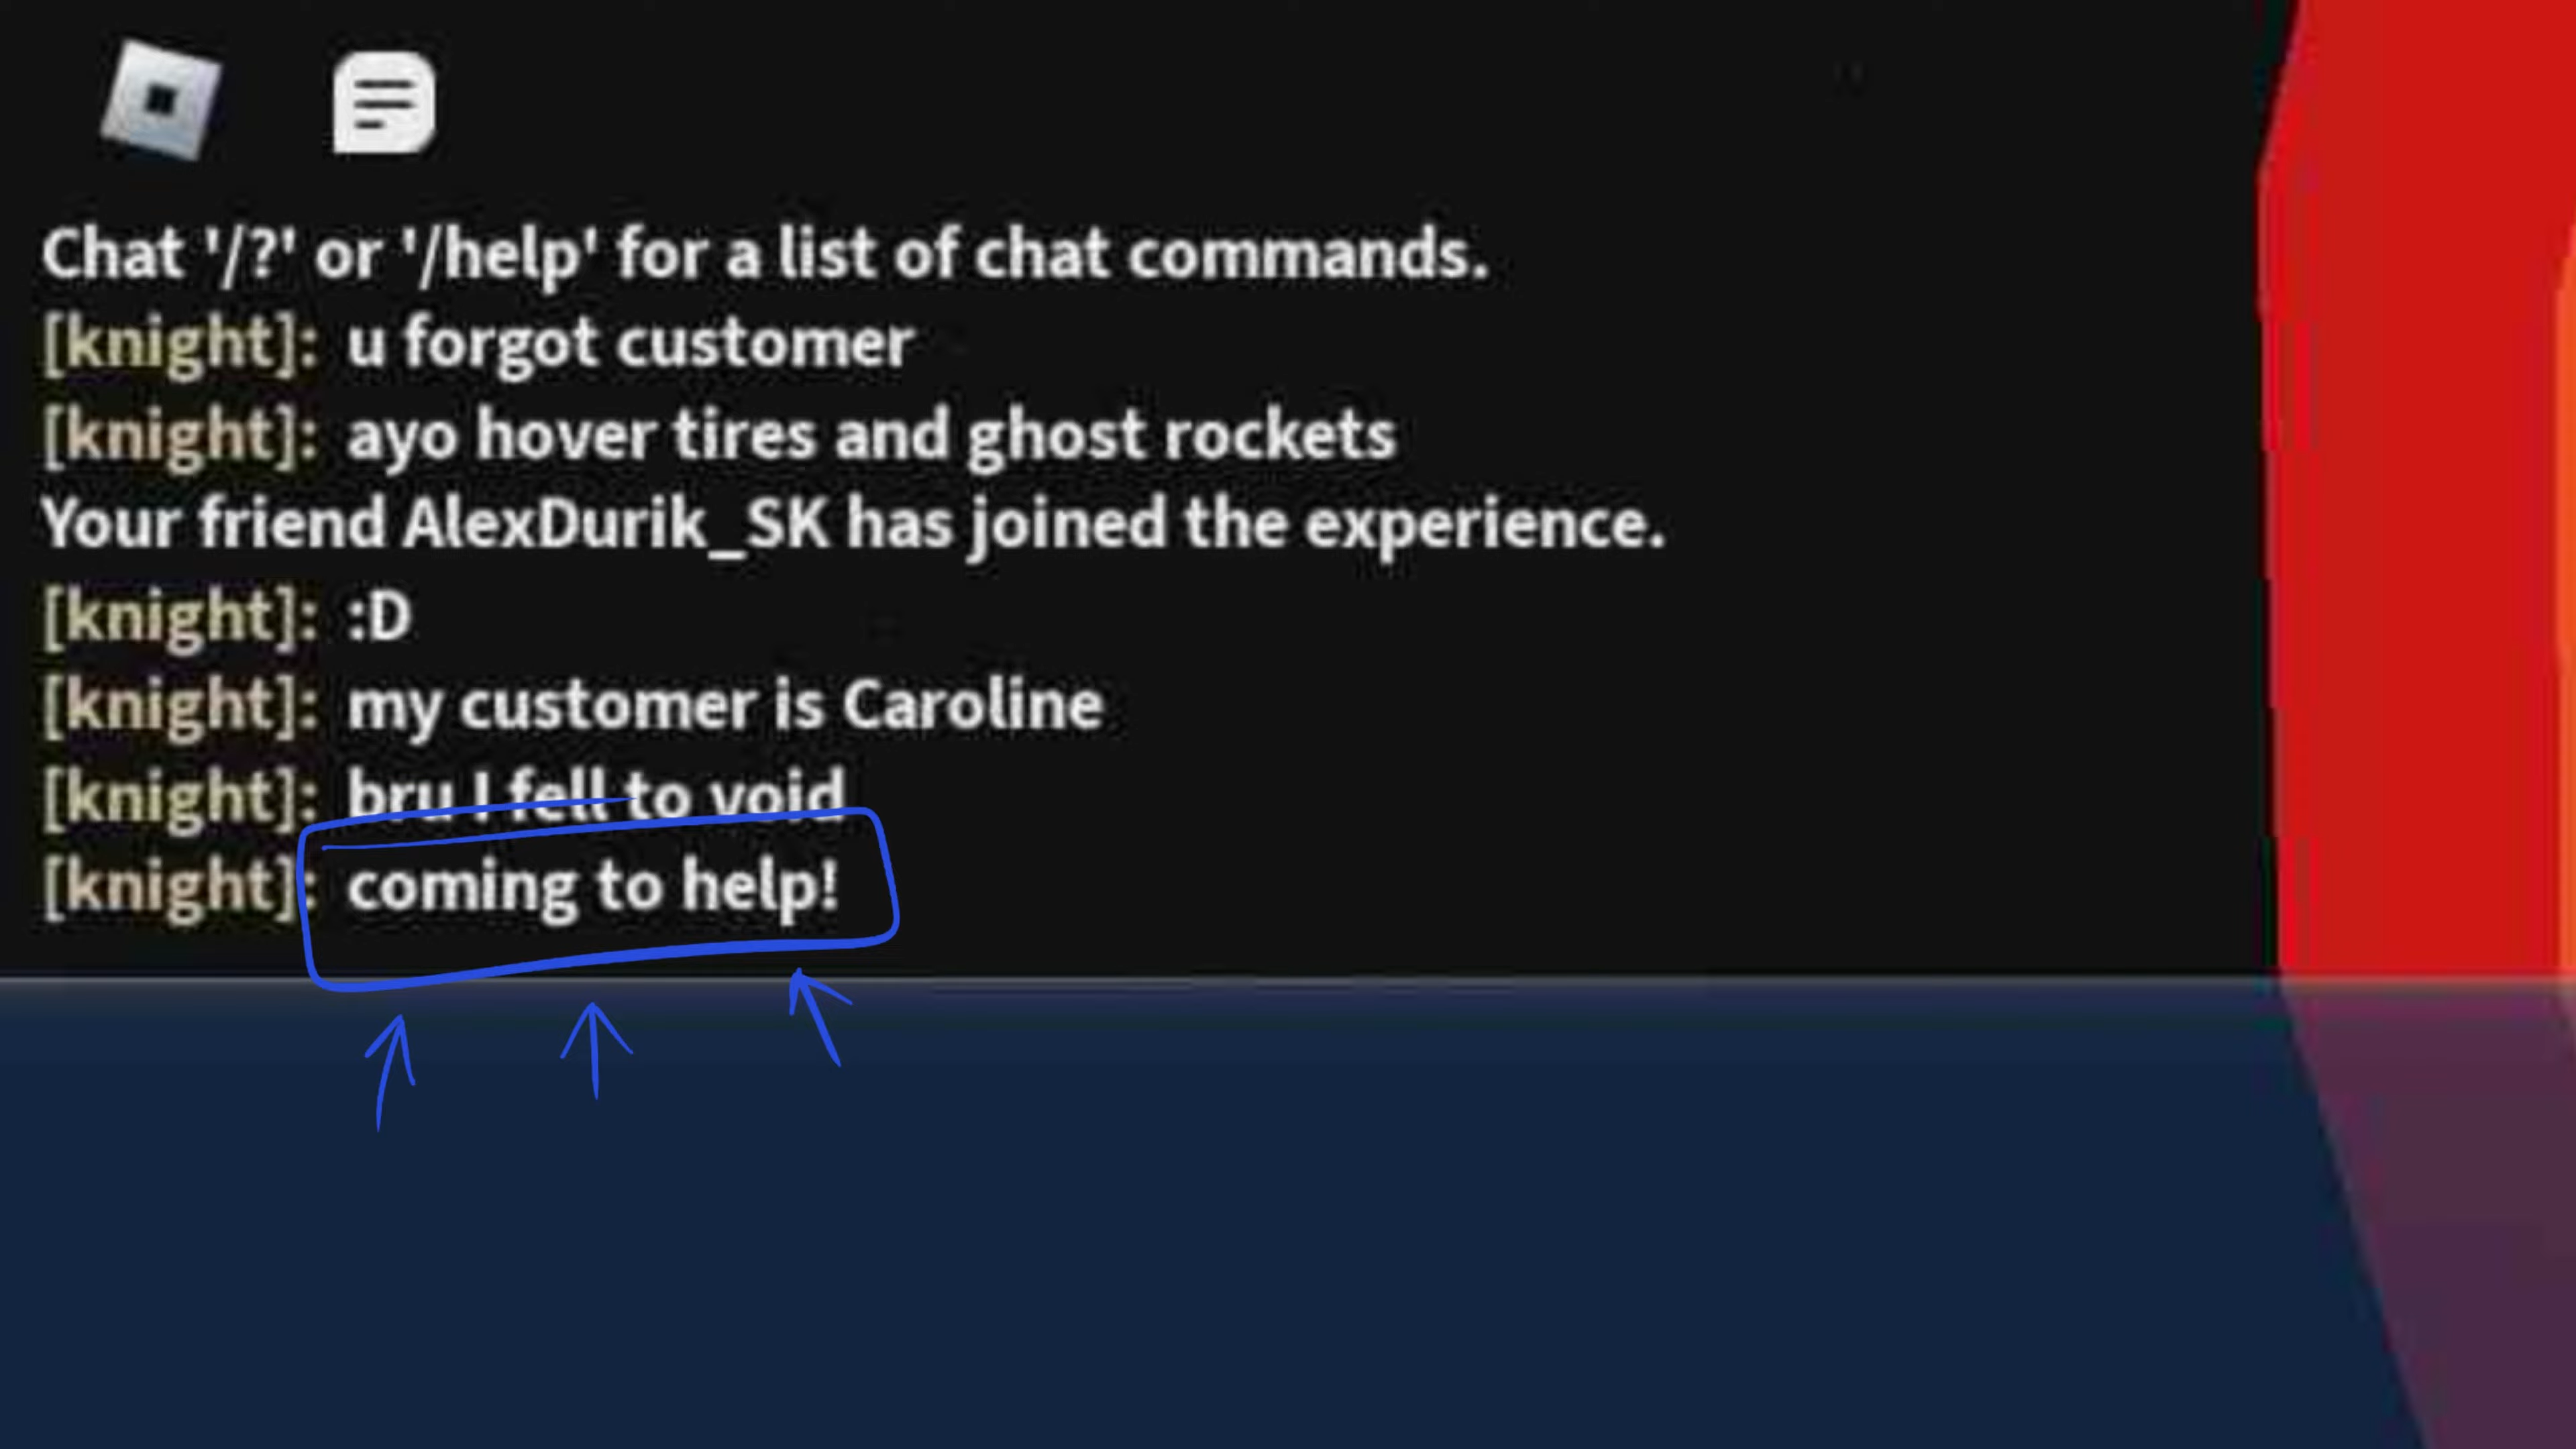 Chat '/?' or '/help' for a list of chat commands.
[knight]: u forgot customer
[knight]: ayo hover tires and ghost rockets
Your friend AlexDurik_SK has joined the experience.
[knight]: :D
[knight]: my customer is Caroline
[knight]: bru I fell to void
[knight]: coming to help!